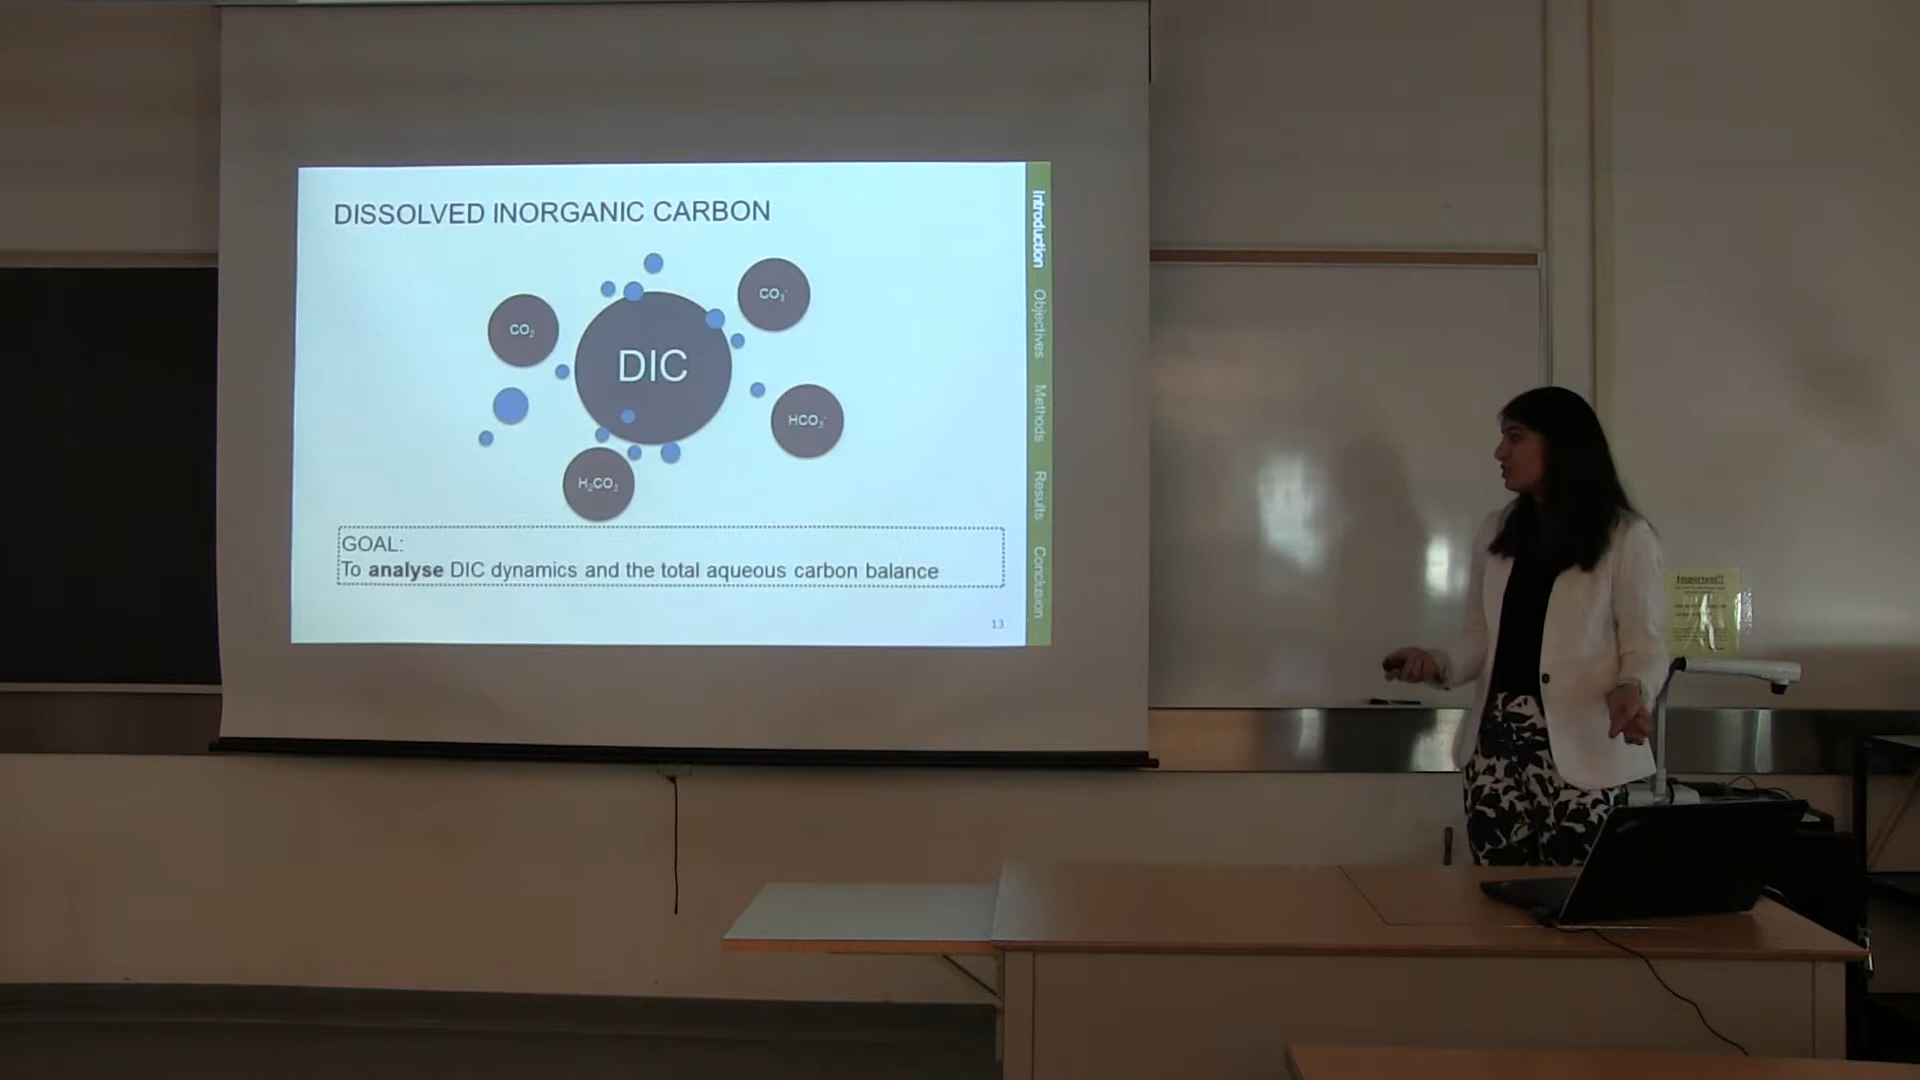 DISSOLVED INORGANIC CARBON
CO₃⁻
CO₂
DIC
HCO₃⁻
H₂CO₃
GOAL:
To analyse DIC dynamics and the total aqueous carbon balance
13
Introduction
Objectives
Methods
Results
Conclusion
Important!